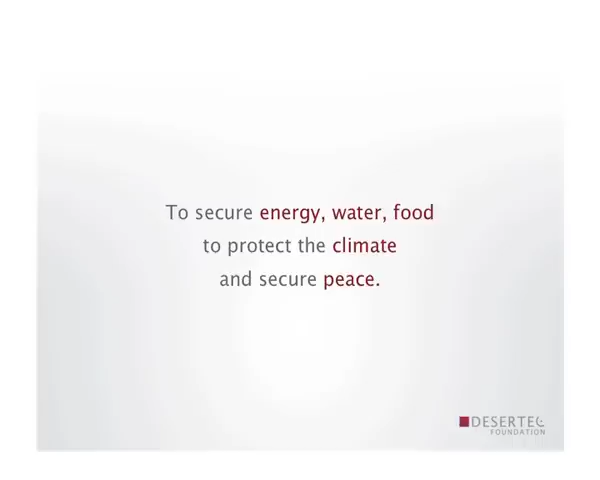 To secure energy, water, food
to protect the climate
and secure peace.
DESERTEC
FOUNDATION